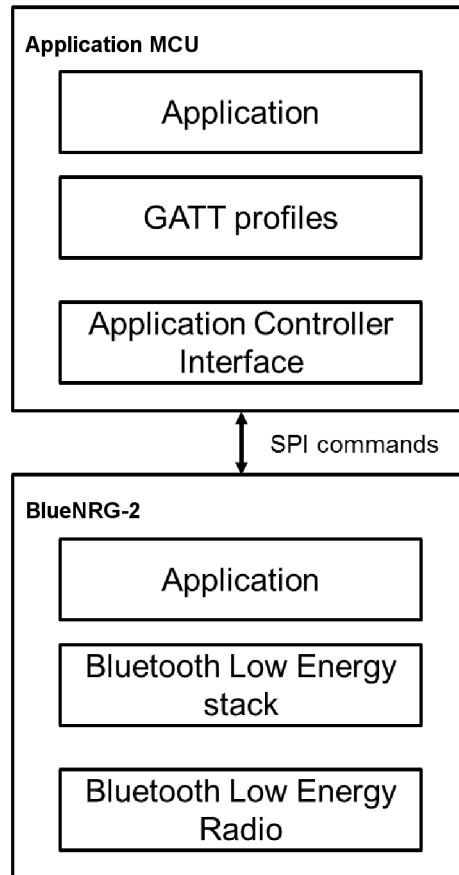 Application MCU
Application
GATT profiles
Application Controller
Interface
SPI commands
BlueNRG-2
Application
Bluetooth Low Energy
stack
Bluetooth Low Energy
Radio